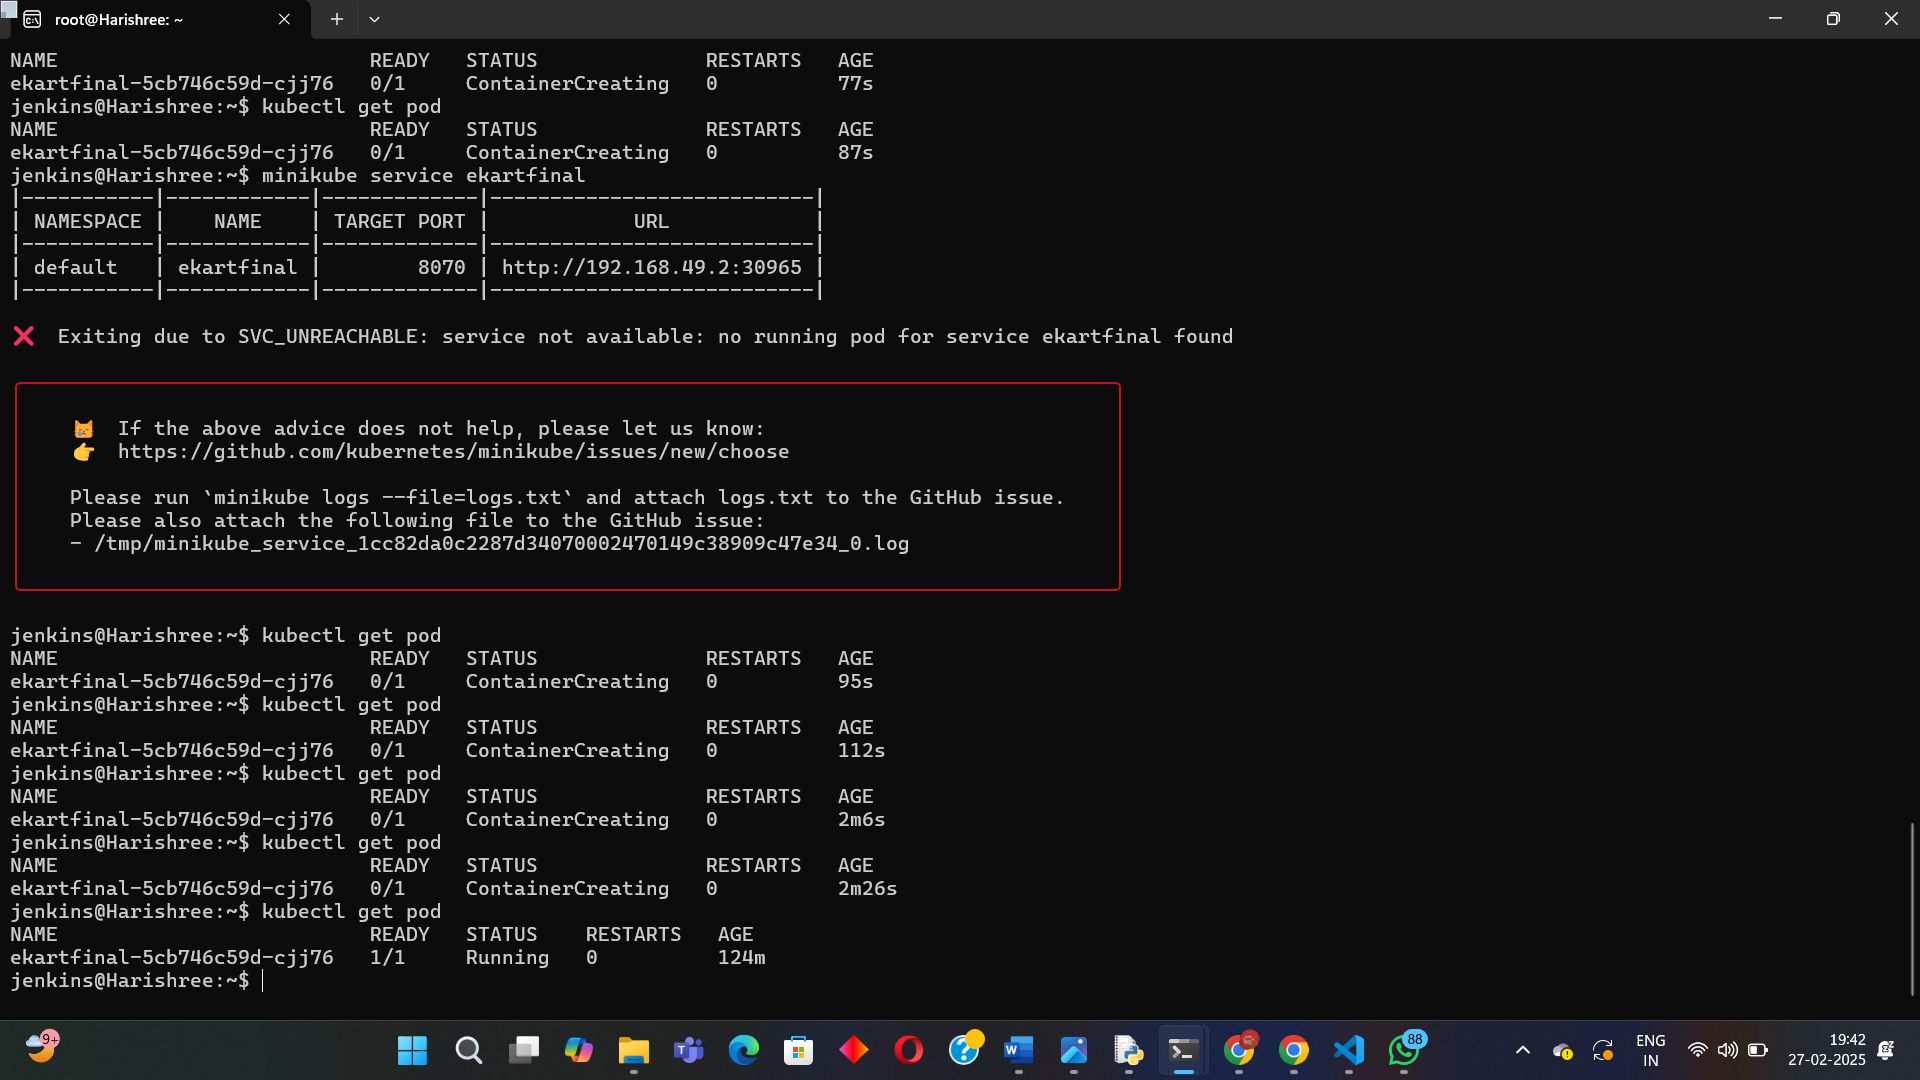 root@Harishree: ~
NAME READY STATUS RESTARTS AGE
ekartfinal-5cb746c59d-cjj76 0/1 ContainerCreating 0 77s
jenkins@Harishree:~$ kubectl get pod
NAME READY STATUS RESTARTS AGE
ekartfinal-5cb746c59d-cjj76 0/1 ContainerCreating 0 87s
jenkins@Harishree:~$ minikube service ekartfinal
|-----------|------------|-------------|---------------------------|
| NAMESPACE | NAME | TARGET PORT | URL |
|-----------|------------|-------------|---------------------------|
| default | ekartfinal | 8070 | http://192.168.49.2:30965 |
|-----------|------------|-------------|---------------------------|
❌ Exiting due to SVC_UNREACHABLE: service not available: no running pod for service ekartfinal found
😿 If the above advice does not help, please let us know:
👉 https://github.com/kubernetes/minikube/issues/new/choose
Please run `minikube logs --file=logs.txt` and attach logs.txt to the GitHub issue.
Please also attach the following file to the GitHub issue:
- /tmp/minikube_service_1cc82da0c2287d34070002470149c38909c47e34_0.log
jenkins@Harishree:~$ kubectl get pod
NAME READY STATUS RESTARTS AGE
ekartfinal-5cb746c59d-cjj76 0/1 ContainerCreating 0 95s
jenkins@Harishree:~$ kubectl get pod
NAME READY STATUS RESTARTS AGE
ekartfinal-5cb746c59d-cjj76 0/1 ContainerCreating 0 112s
jenkins@Harishree:~$ kubectl get pod
NAME READY STATUS RESTARTS AGE
ekartfinal-5cb746c59d-cjj76 0/1 ContainerCreating 0 2m6s
jenkins@Harishree:~$ kubectl get pod
NAME READY STATUS RESTARTS AGE
ekartfinal-5cb746c59d-cjj76 0/1 ContainerCreating 0 2m26s
jenkins@Harishree:~$ kubectl get pod
NAME READY STATUS RESTARTS AGE
ekartfinal-5cb746c59d-cjj76 1/1 Running 0 124m
jenkins@Harishree:~$
9+
88
ENG
IN
19:42
27-02-2025